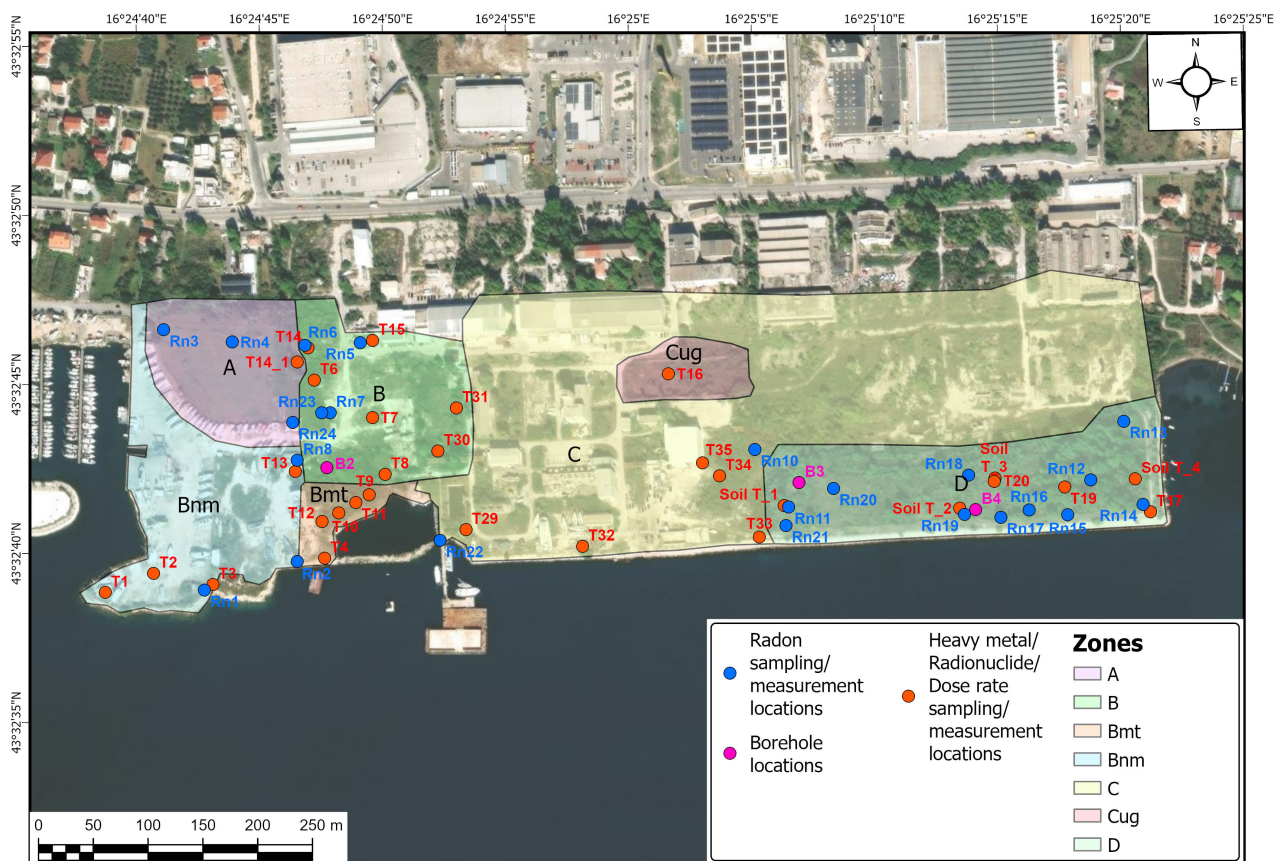 16°24'40"E 16°24'45"E 16°24'50"E 16°24'55"E 16°25'E 16°25'5"E 16°25'10"E 16°25'15"E 16°25'20"E 16°25'25"E
43°32'55"N
43°32'50"N
43°32'45"N
43°32'40"N
43°32'35"N
N
W E
S
Rn3
Rn4
A
T14
Rn6
Rn5
T15
T14_1
T6
B
Rn23
Rn7
T7
T31
Rn24
Rn8
T30
T13
B2
T8
Bnm
Bmt
T9
T11
T12
T10
T29
T4
Rn22
T2
T1
T3
Rn1
Rn2
Cug
T16
C
T35
T34
T32
T33
Rn10
B3
Soil T_1
Rn11
Rn20
Rn21
Rn13
Soil
T_3
Rn18
D
T20
Rn12
Soil T_4
B4
Rn16
T19
T17
Soil T_2
Rn19
Rn17
Rn15
Rn14
Radon
sampling/
measurement
locations
Borehole
locations
Heavy metal/
Radionuclide/
Dose rate
sampling/
measurement
locations
Zones
A
B
Bmt
Bnm
C
Cug
D
0 50 100 150 200 250 m